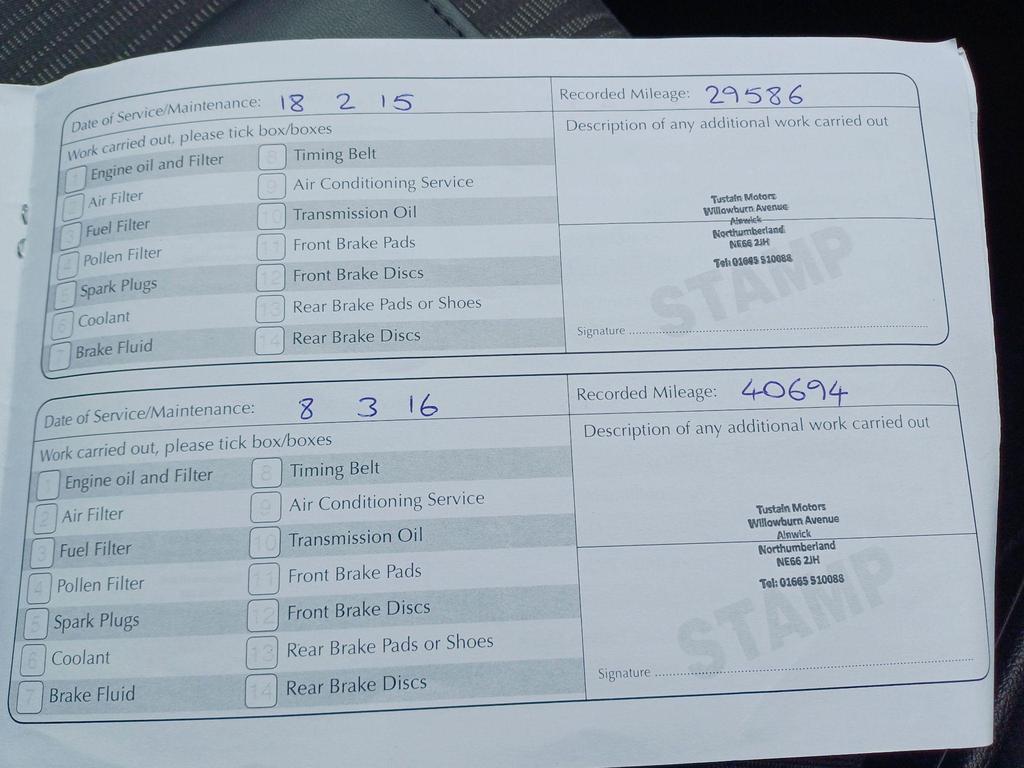 Date of Service/Maintenance: 18 2 15
Recorded Mileage: 29586
Work carried out, please tick box/boxes
Description of any additional work carried out
1 Engine oil and Filter
8 Timing Belt
2 Air Filter
9 Air Conditioning Service
3 Fuel Filter
10 Transmission Oil
4 Pollen Filter
11 Front Brake Pads
5 Spark Plugs
12 Front Brake Discs
6 Coolant
13 Rear Brake Pads or Shoes
7 Brake Fluid
14 Rear Brake Discs
Tustain Motors
Willowburn Avenue
Alnwick
Northumberland
NE66 2JH
Tel: 01665 510088
STAMP
Signature
Date of Service/Maintenance: 8 3 16
Recorded Mileage: 40694
Work carried out, please tick box/boxes
Description of any additional work carried out
1 Engine oil and Filter
8 Timing Belt
2 Air Filter
9 Air Conditioning Service
3 Fuel Filter
10 Transmission Oil
4 Pollen Filter
11 Front Brake Pads
5 Spark Plugs
12 Front Brake Discs
6 Coolant
13 Rear Brake Pads or Shoes
7 Brake Fluid
14 Rear Brake Discs
Tustain Motors
Willowburn Avenue
Alnwick
Northumberland
NE66 2JH
Tel: 01665 510088
STAMP
Signature